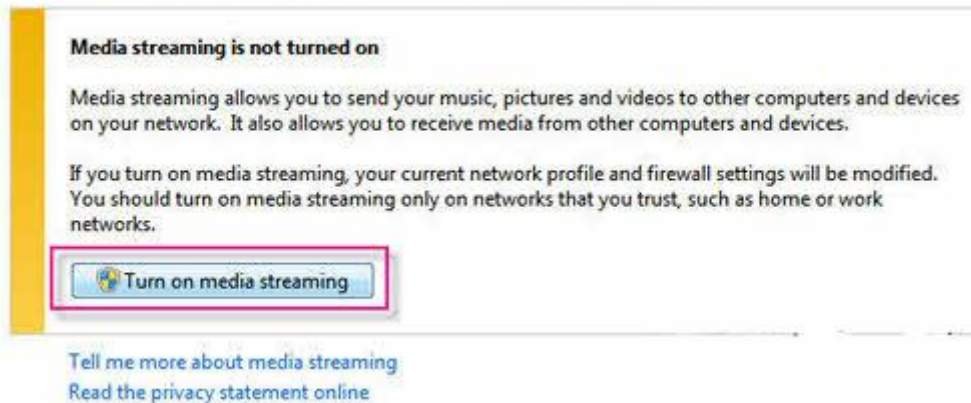 Media streaming is not turned on
Media streaming allows you to send your music, pictures and videos to other computers and devices
on your network. It also allows you to receive media from other computers and devices.
If you turn on media streaming, your current network profile and firewall settings will be modified.
You should turn on media streaming only on networks that you trust, such as home or work
networks.
Turn on media streaming
Tell me more about media streaming
Read the privacy statement online